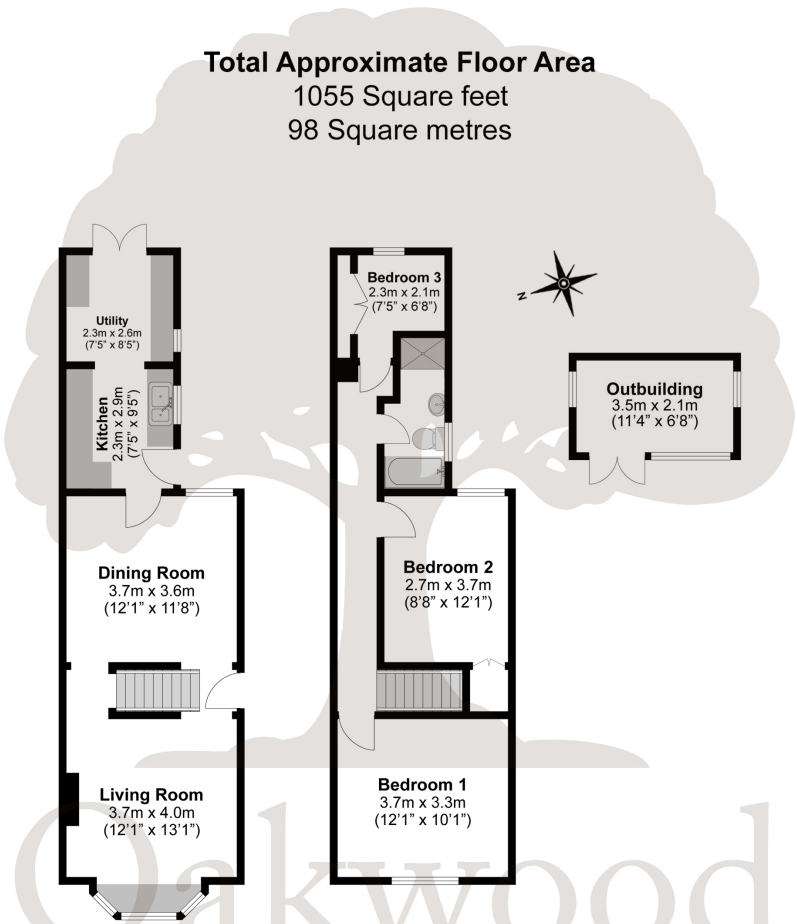 Total Approximate Floor Area
1055 Square feet
98 Square metres
Utility
2.3m x 2.6m
(7'5" x 8'5")
Kitchen
2.3m x 2.9m
(7'5" x 9'5")
Dining Room
3.7m x 3.6m
(12'1" x 11'8")
Living Room
3.7m x 4.0m
(12'1" x 13'1")
Bedroom 3
2.3m x 2.1m
(7'5" x 6'8")
Bedroom 2
2.7m x 3.7m
(8'8" x 12'1")
Bedroom 1
3.7m x 3.3m
(12'1" x 10'1")
N
Outbuilding
3.5m x 2.1m
(11'4" x 6'8")
Oakwood